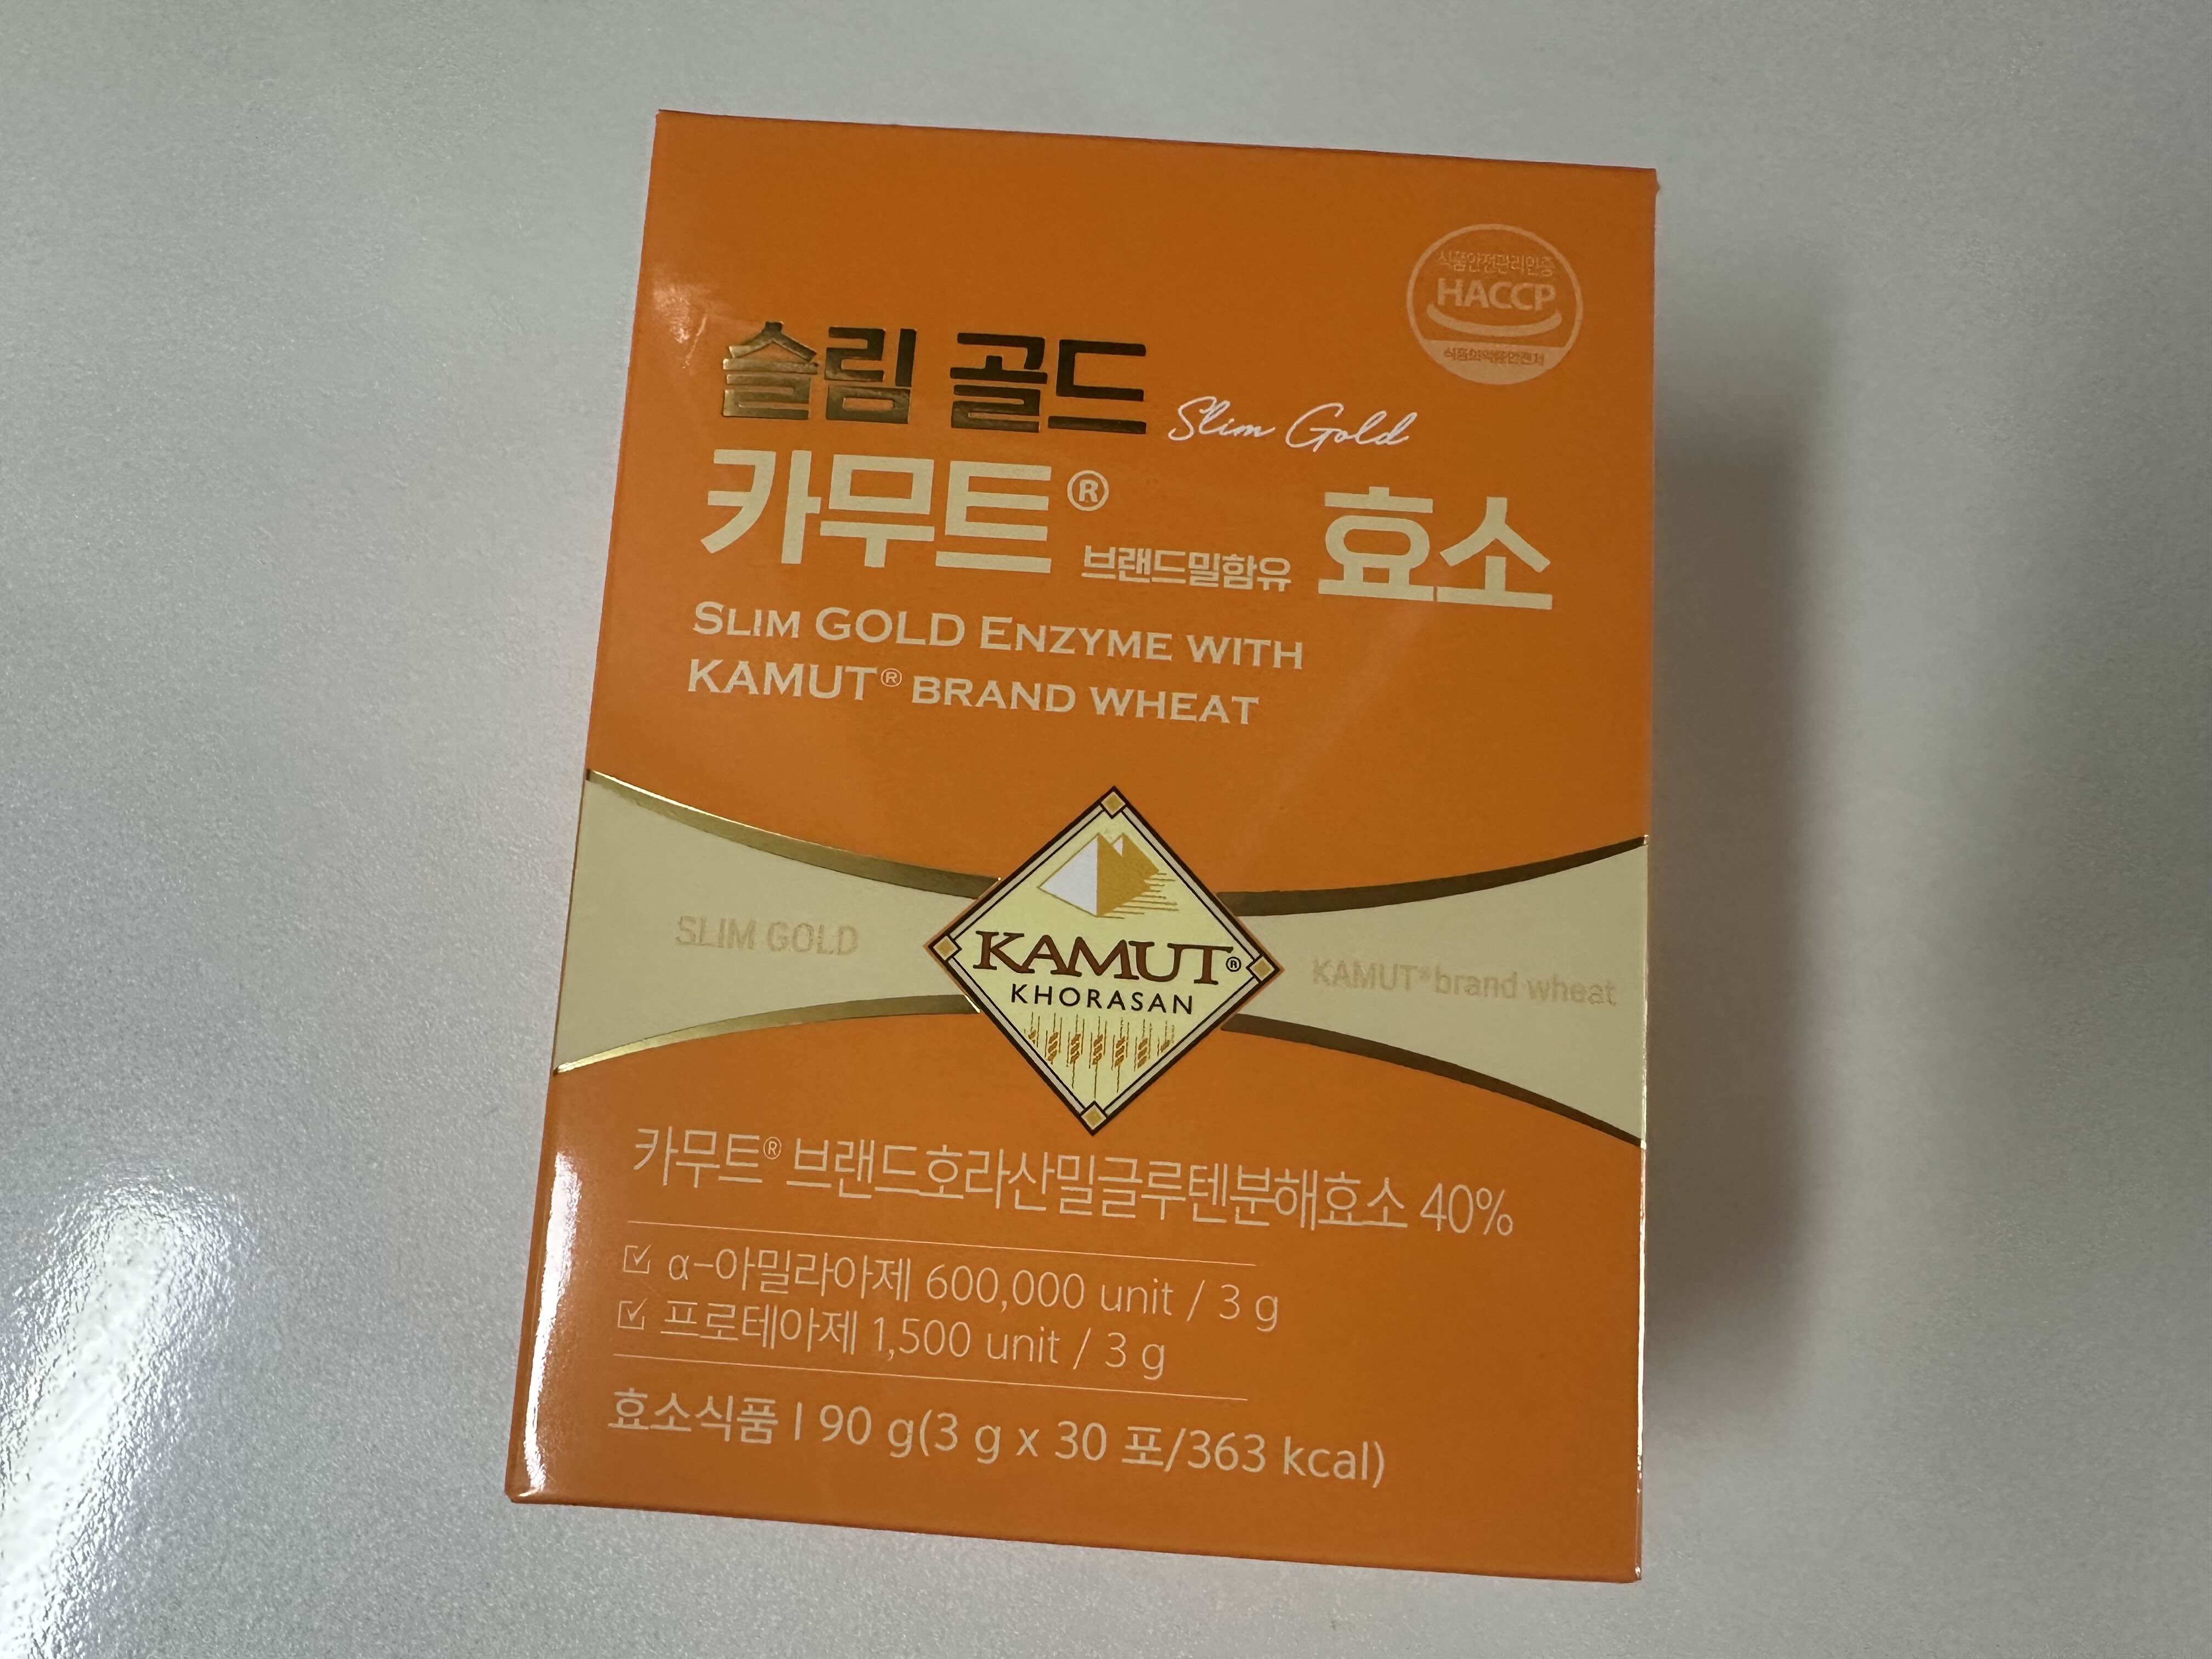 식품안전관리인증
HACCP
식품의약품안전처
슬림 골드 Slim Gold
카무트® 브랜드밀함유 효소
SLIM GOLD ENZYME WITH
KAMUT® BRAND WHEAT
SLIM GOLD
KAMUT®
KHORASAN
KAMUT® brand wheat
카무트® 브랜드호라산밀글루텐분해효소 40%
α-아밀라아제 600,000 unit / 3 g
프로테아제 1,500 unit / 3 g
효소식품 I 90 g(3 g x 30 포/363 kcal)